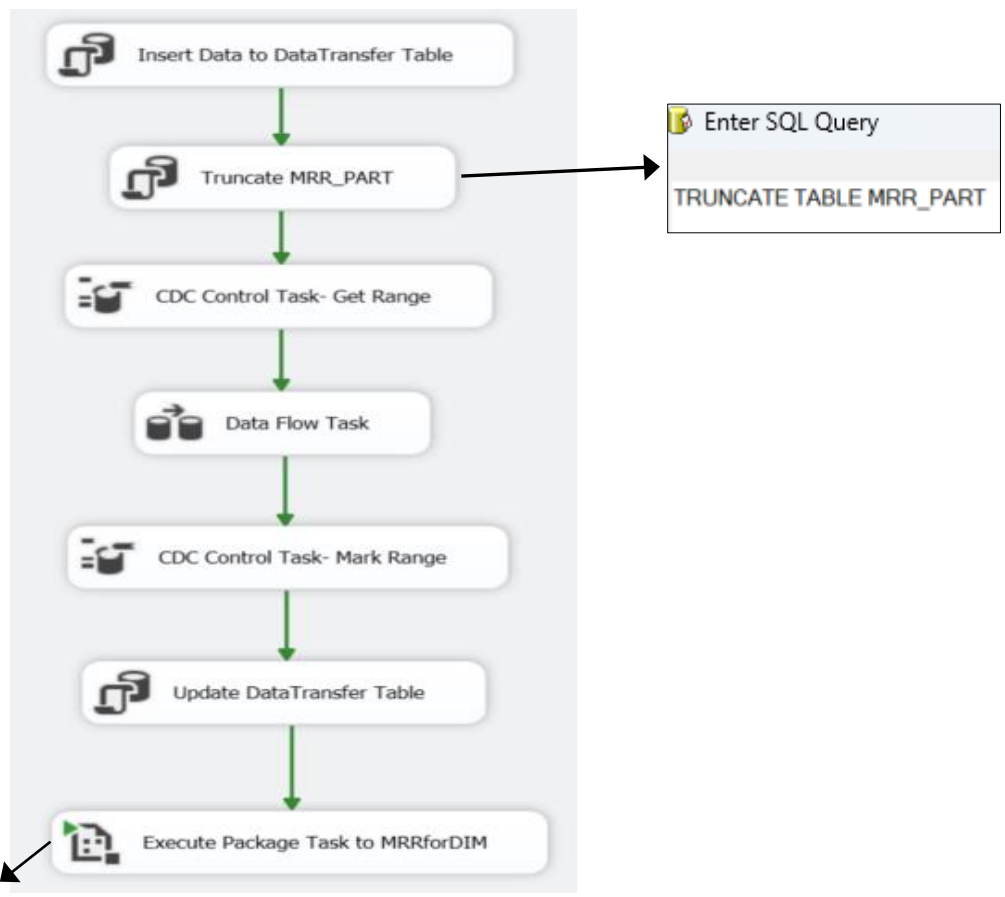 Insert Data to DataTransfer Table
Enter SQL Query
Truncate MRR_PART
TRUNCATE TABLE MRR_PART
CDC Control Task- Get Range
Data Flow Task
CDC Control Task- Mark Range
Update DataTransfer Table
Execute Package Task to MRRforDIM